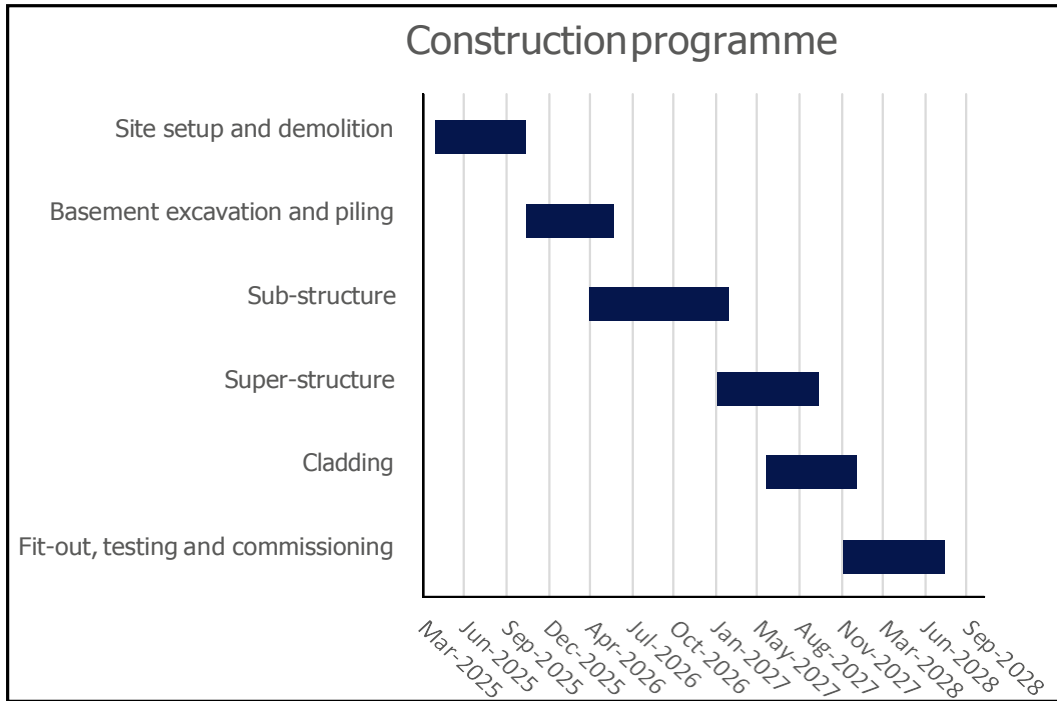 Construction programme
Site setup and demolition
Basement excavation and piling
Sub-structure
Super-structure
Cladding
Fit-out, testing and commissioning
Mar-2025
Jun-2025
Sep-2025
Dec-2025
Apr-2026
Jul-2026
Oct-2026
Jan-2027
May-2027
Aug-2027
Nov-2027
Mar-2028
Jun-2028
Sep-2028